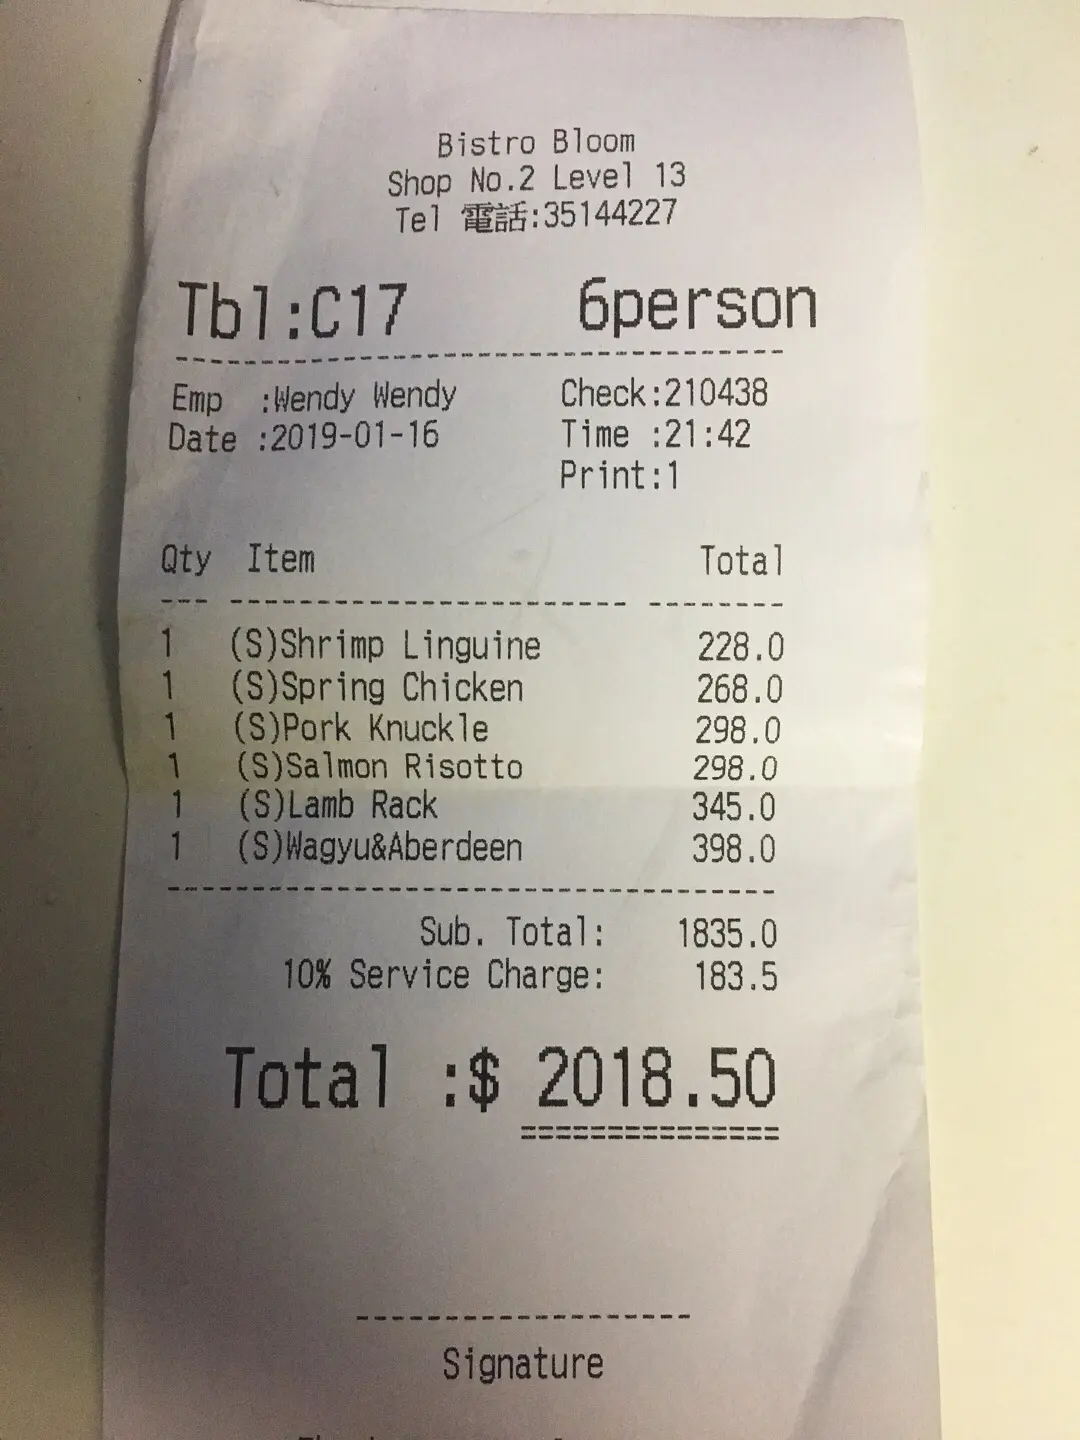 Bistro Bloom
Shop No.2 Level 13
Tel 電話:35144227
Tbl:C17 6person
Emp :Wendy Wendy Check:210438
Date :2019-01-16 Time :21:42
Print:1
Qty Item Total
1 (S)Shrimp Linguine 228.0
1 (S)Spring Chicken 268.0
1 (S)Pork Knuckle 298.0
1 (S)Salmon Risotto 298.0
1 (S)Lamb Rack 345.0
1 (S)Wagyu&Aberdeen 398.0
Sub. Total: 1835.0
10% Service Charge: 183.5
Total :$ 2018.50
Signature